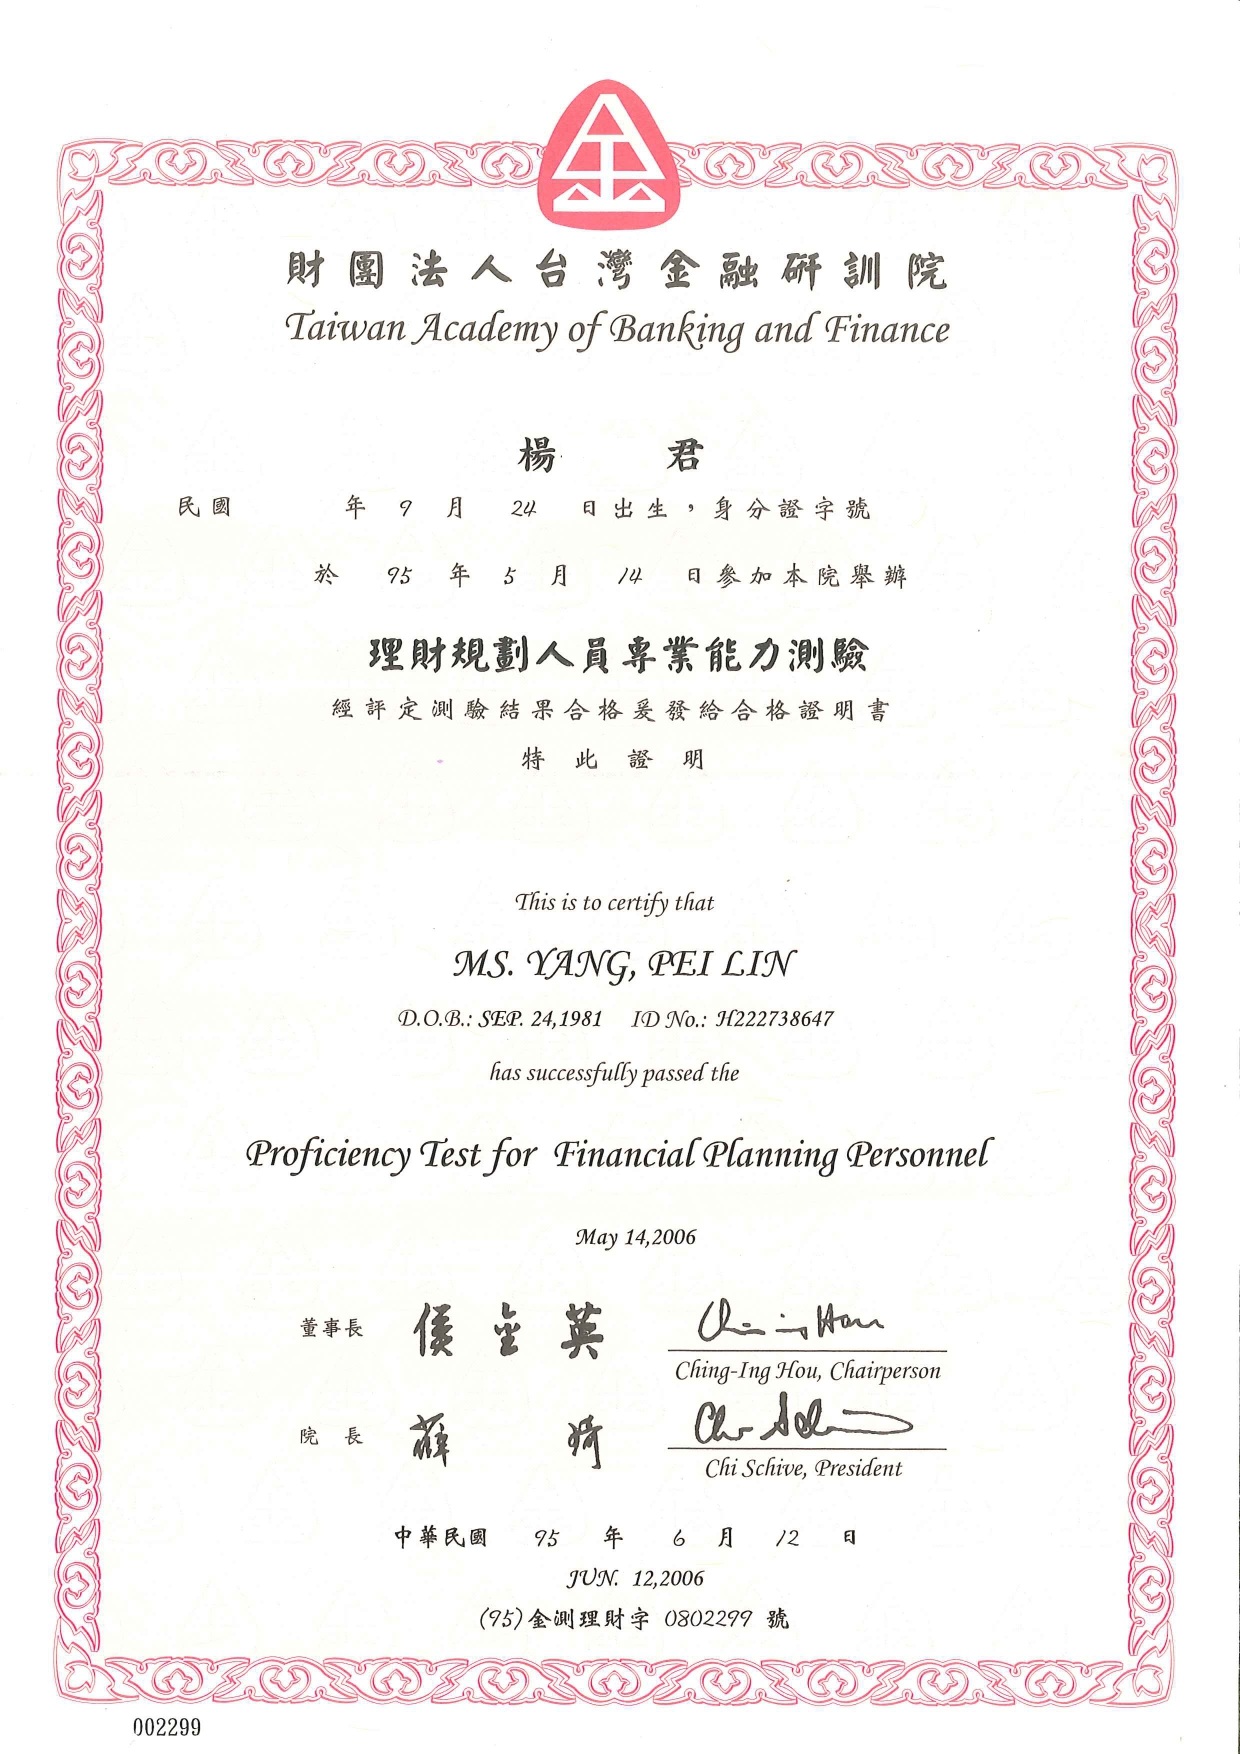 財團法人台灣金融研訓院
Taiwan Academy of Banking and Finance
楊 君
民國 年 9 月 24 日出生，身分證字號
於 95 年 5 月 14 日參加本院舉辦
理財規劃人員專業能力測驗
經評定測驗結果合格爰發給合格證明書
特此證明
This is to certify that
MS. YANG, PEI LIN
D.O.B.: SEP. 24,1981 ID No.: H222738647
has successfully passed the
Proficiency Test for Financial Planning Personnel
May 14,2006
董事長 侯金英
Ching-Ing Hou, Chairperson
院長 薛琦
Chi Schive, President
中華民國 95 年 6 月 12 日
JUN. 12,2006
(95)金測理財字 0802299 號
002299